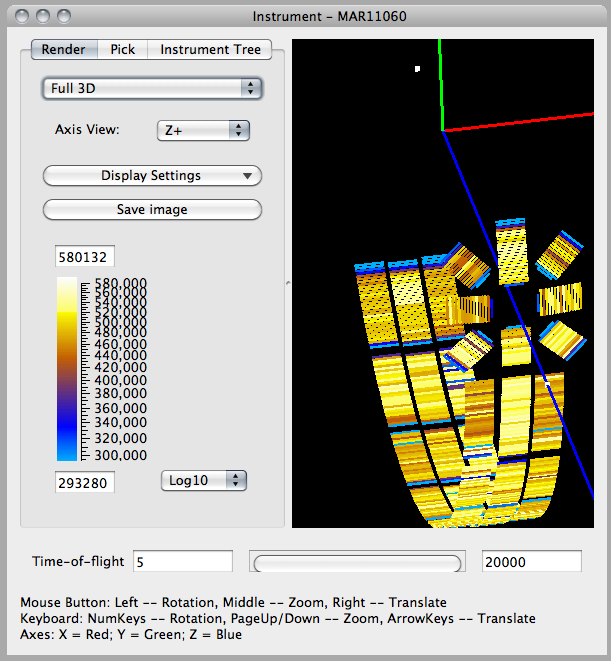 Instrument - MAR11060
Render Pick Instrument Tree
Full 3D
Axis View: Z+
Display Settings
Save image
580132
580,000
560,000
540,000
520,000
500,000
480,000
460,000
440,000
420,000
400,000
380,000
360,000
340,000
320,000
300,000
293280 Log10
Time-of-flight 5 20000
Mouse Button: Left -- Rotation, Middle -- Zoom, Right -- Translate
Keyboard: NumKeys -- Rotation, PageUp/Down -- Zoom, ArrowKeys -- Translate
Axes: X = Red; Y = Green; Z = Blue